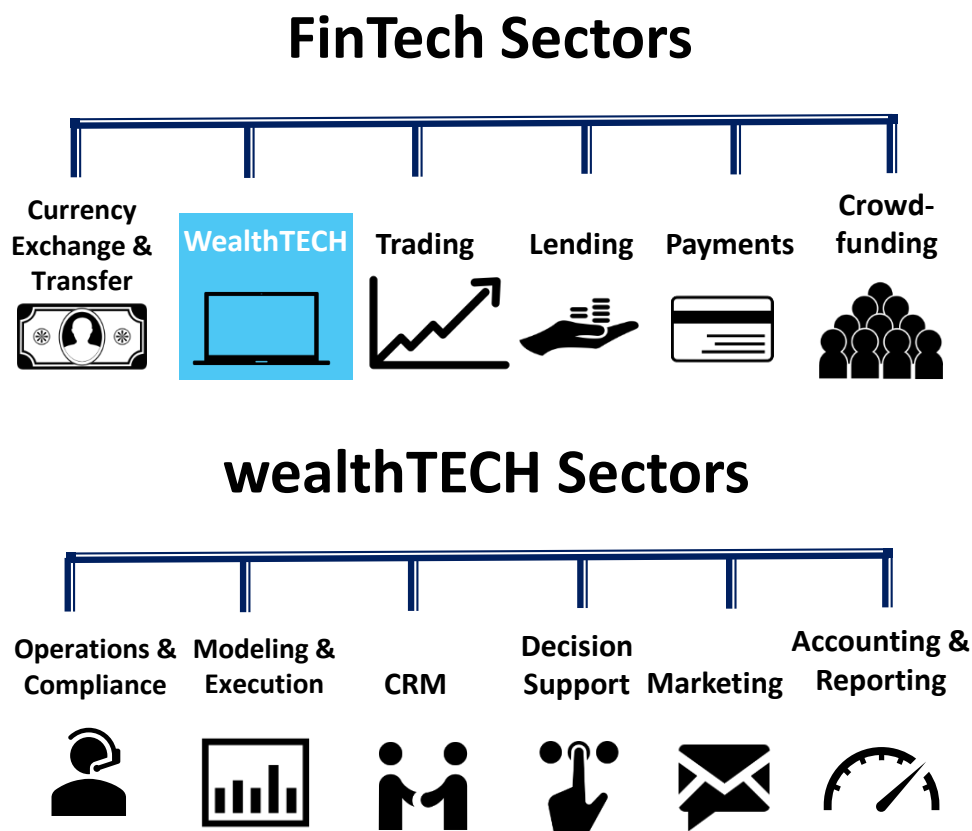 FinTech Sectors
Currency
Exchange &
Transfer
WealthTECH
Trading
Lending
Payments
Crowd-
funding
wealthTECH Sectors
Operations &
Compliance
Modeling &
Execution
CRM
Decision
Support
Marketing
Accounting &
Reporting